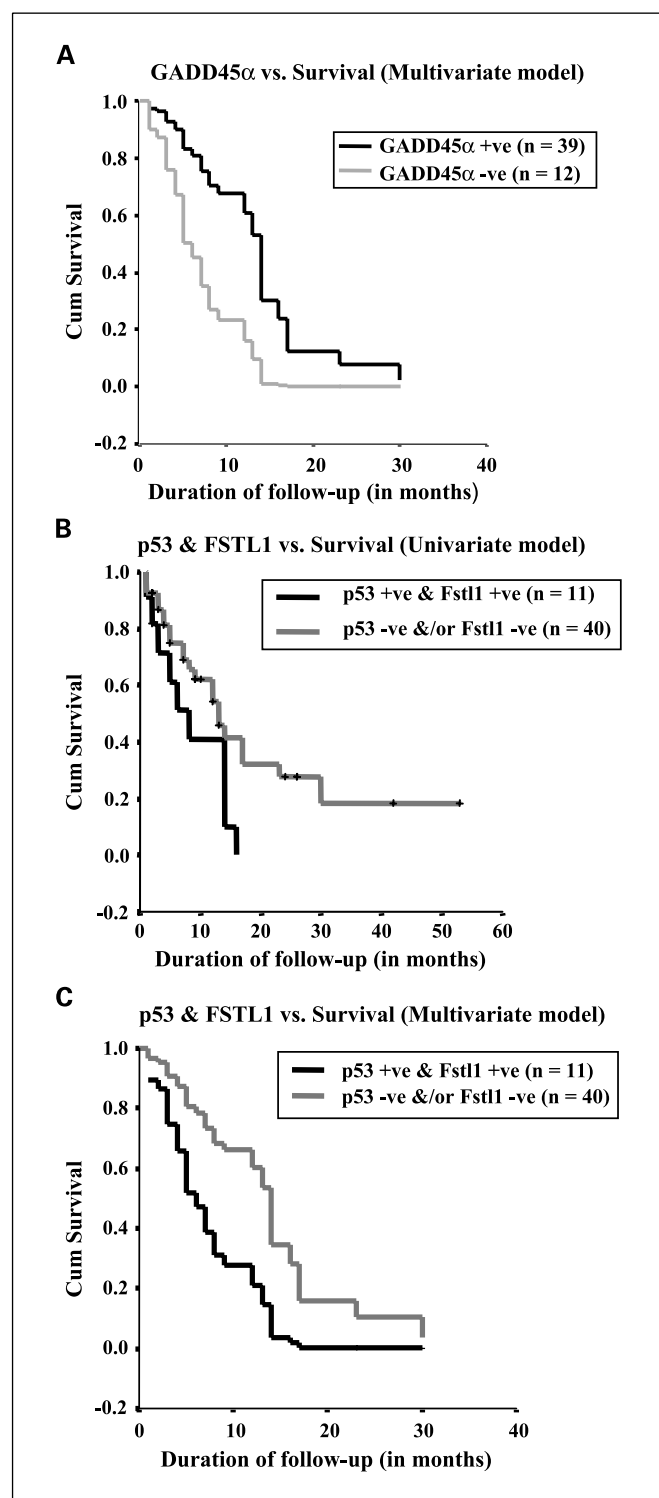 A
GADD45α vs. Survival (Multivariate model)
1.0
0.8
0.6
0.4
0.2
0.0
-0.2
Cum Survival
GADD45α +ve (n = 39)
GADD45α -ve (n = 12)
0 10 20 30 40
Duration of follow-up (in months)
B
p53 & FSTL1 vs. Survival (Univariate model)
1.0
0.8
0.6
0.4
0.2
0.0
-0.2
Cum Survival
p53 +ve & Fstl1 +ve (n = 11)
p53 -ve &/or Fstl1 -ve (n = 40)
0 10 20 30 40 50 60
Duration of follow-up (in months)
C
p53 & FSTL1 vs. Survival (Multivariate model)
1.0
0.8
0.6
0.4
0.2
0.0
-0.2
Cum Survival
p53 +ve & Fstl1 +ve (n = 11)
p53 -ve &/or Fstl1 -ve (n = 40)
0 10 20 30 40
Duration of follow-up (in months)